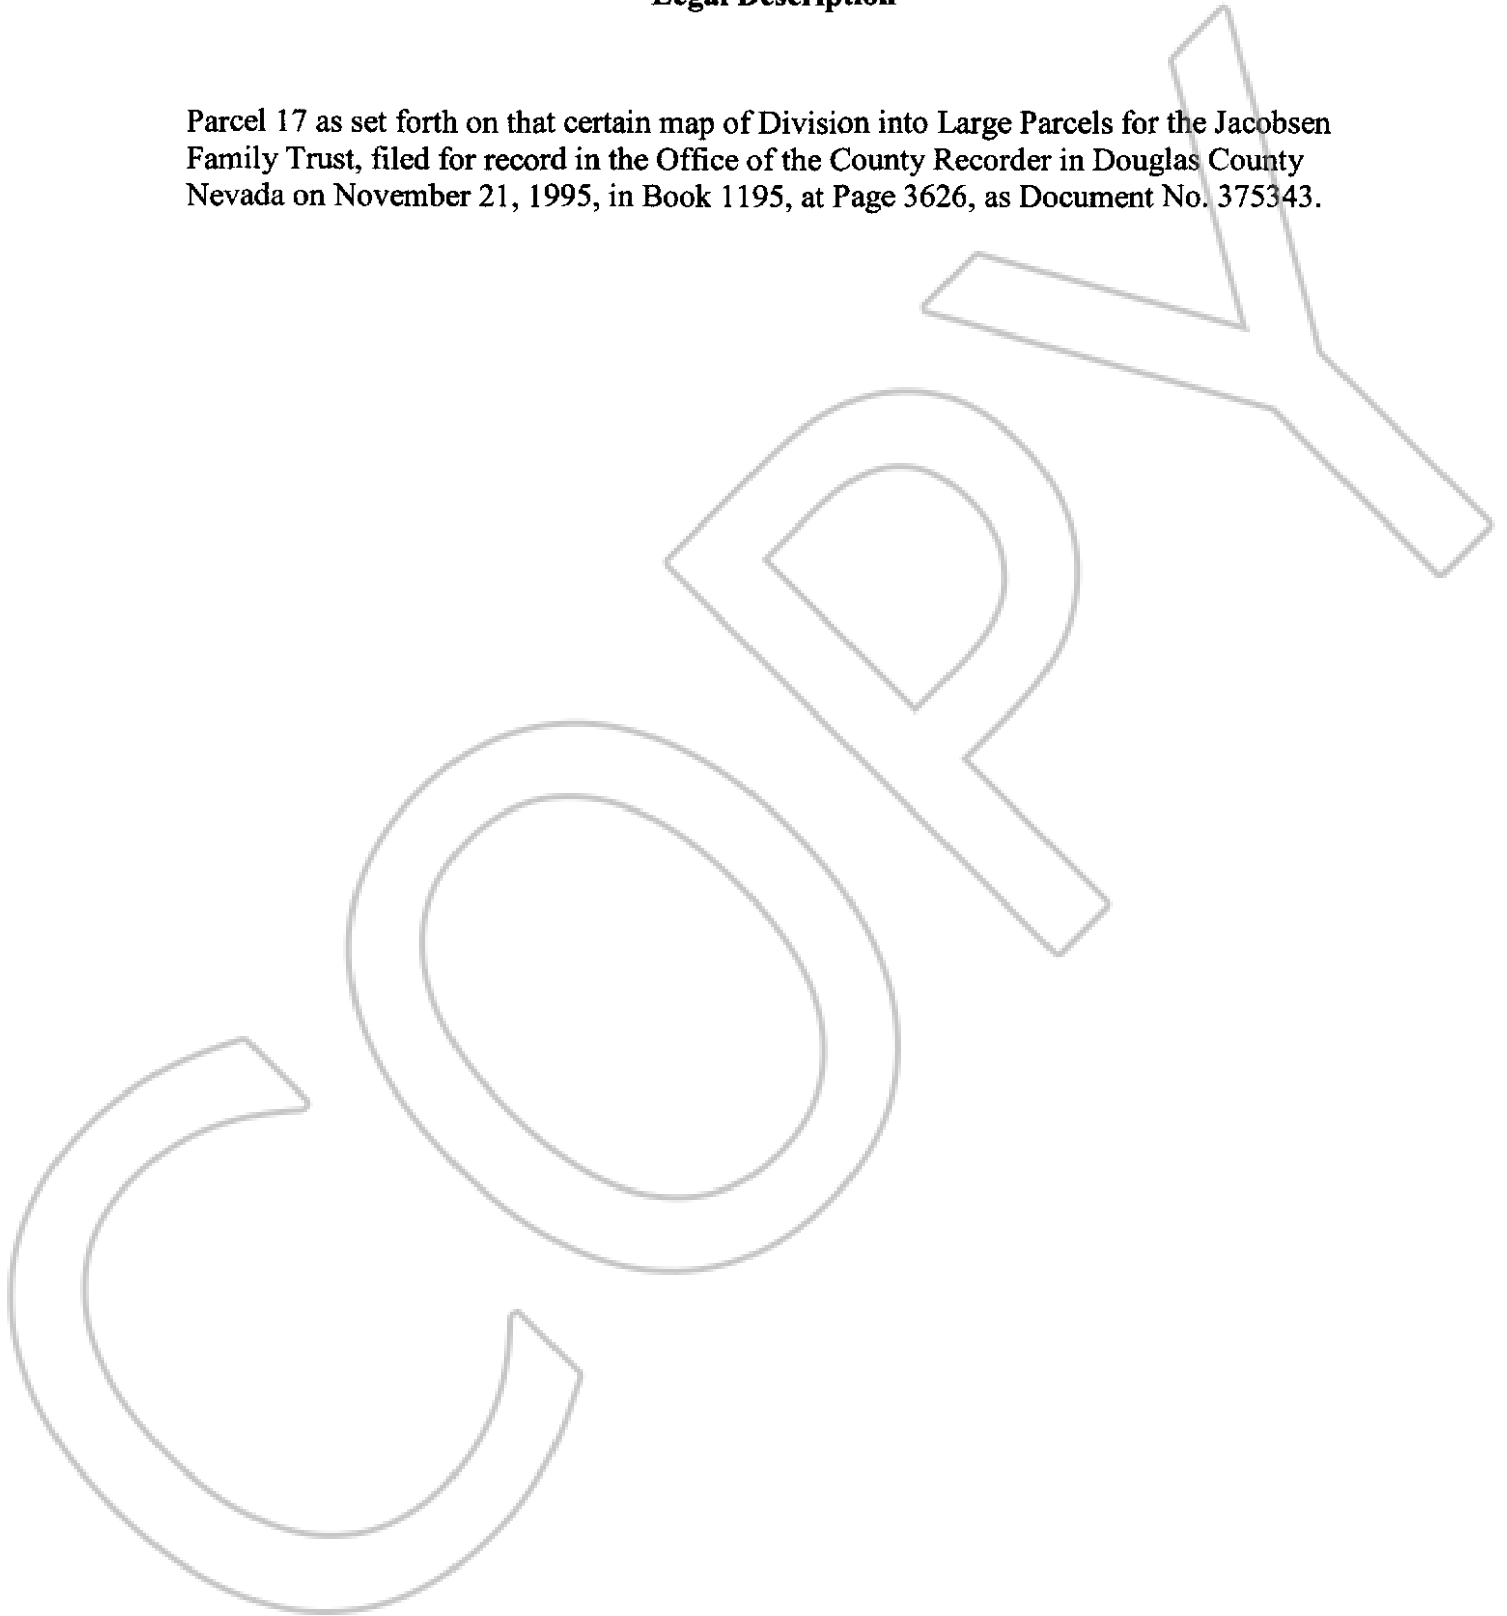 Legal Description
Parcel 17 as set forth on that certain map of Division into Large Parcels for the Jacobsen
Family Trust, filed for record in the Office of the County Recorder in Douglas County
Nevada on November 21, 1995, in Book 1195, at Page 3626, as Document No. 375343.
COPY